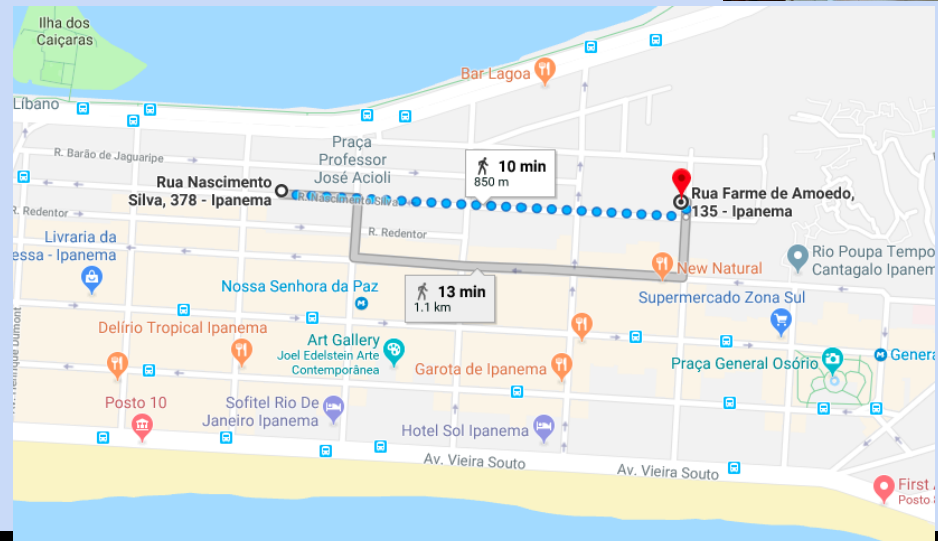 Ilha dos
Caiçaras
Bar Lagoa
Líbano
Praça
Professor
José Acioli
R. Barão de Jaguaripe
10 min
850 m
Rua Nascimento
Silva, 378 - Ipanema
R. Nascimento Silva
Rua Farme de Amoedo,
135 - Ipanema
R. Redentor
R. Redentor
Livraria da
essa - Ipanema
Rio Poupa Tempo
Cantagalo Ipanem
New Natural
Nossa Senhora da Paz
13 min
1.1 km
Supermercado Zona Sul
Delírio Tropical Ipanema
Art Gallery
Joel Edelstein Arte
Contemporânea
Garota de Ipanema
Praça General Osório
Genera
Posto 10
Sofitel Rio De
Janeiro Ipanema
Hotel Sol Ipanema
Av. Vieira Souto
Av. Vieira Souto
First
Posto